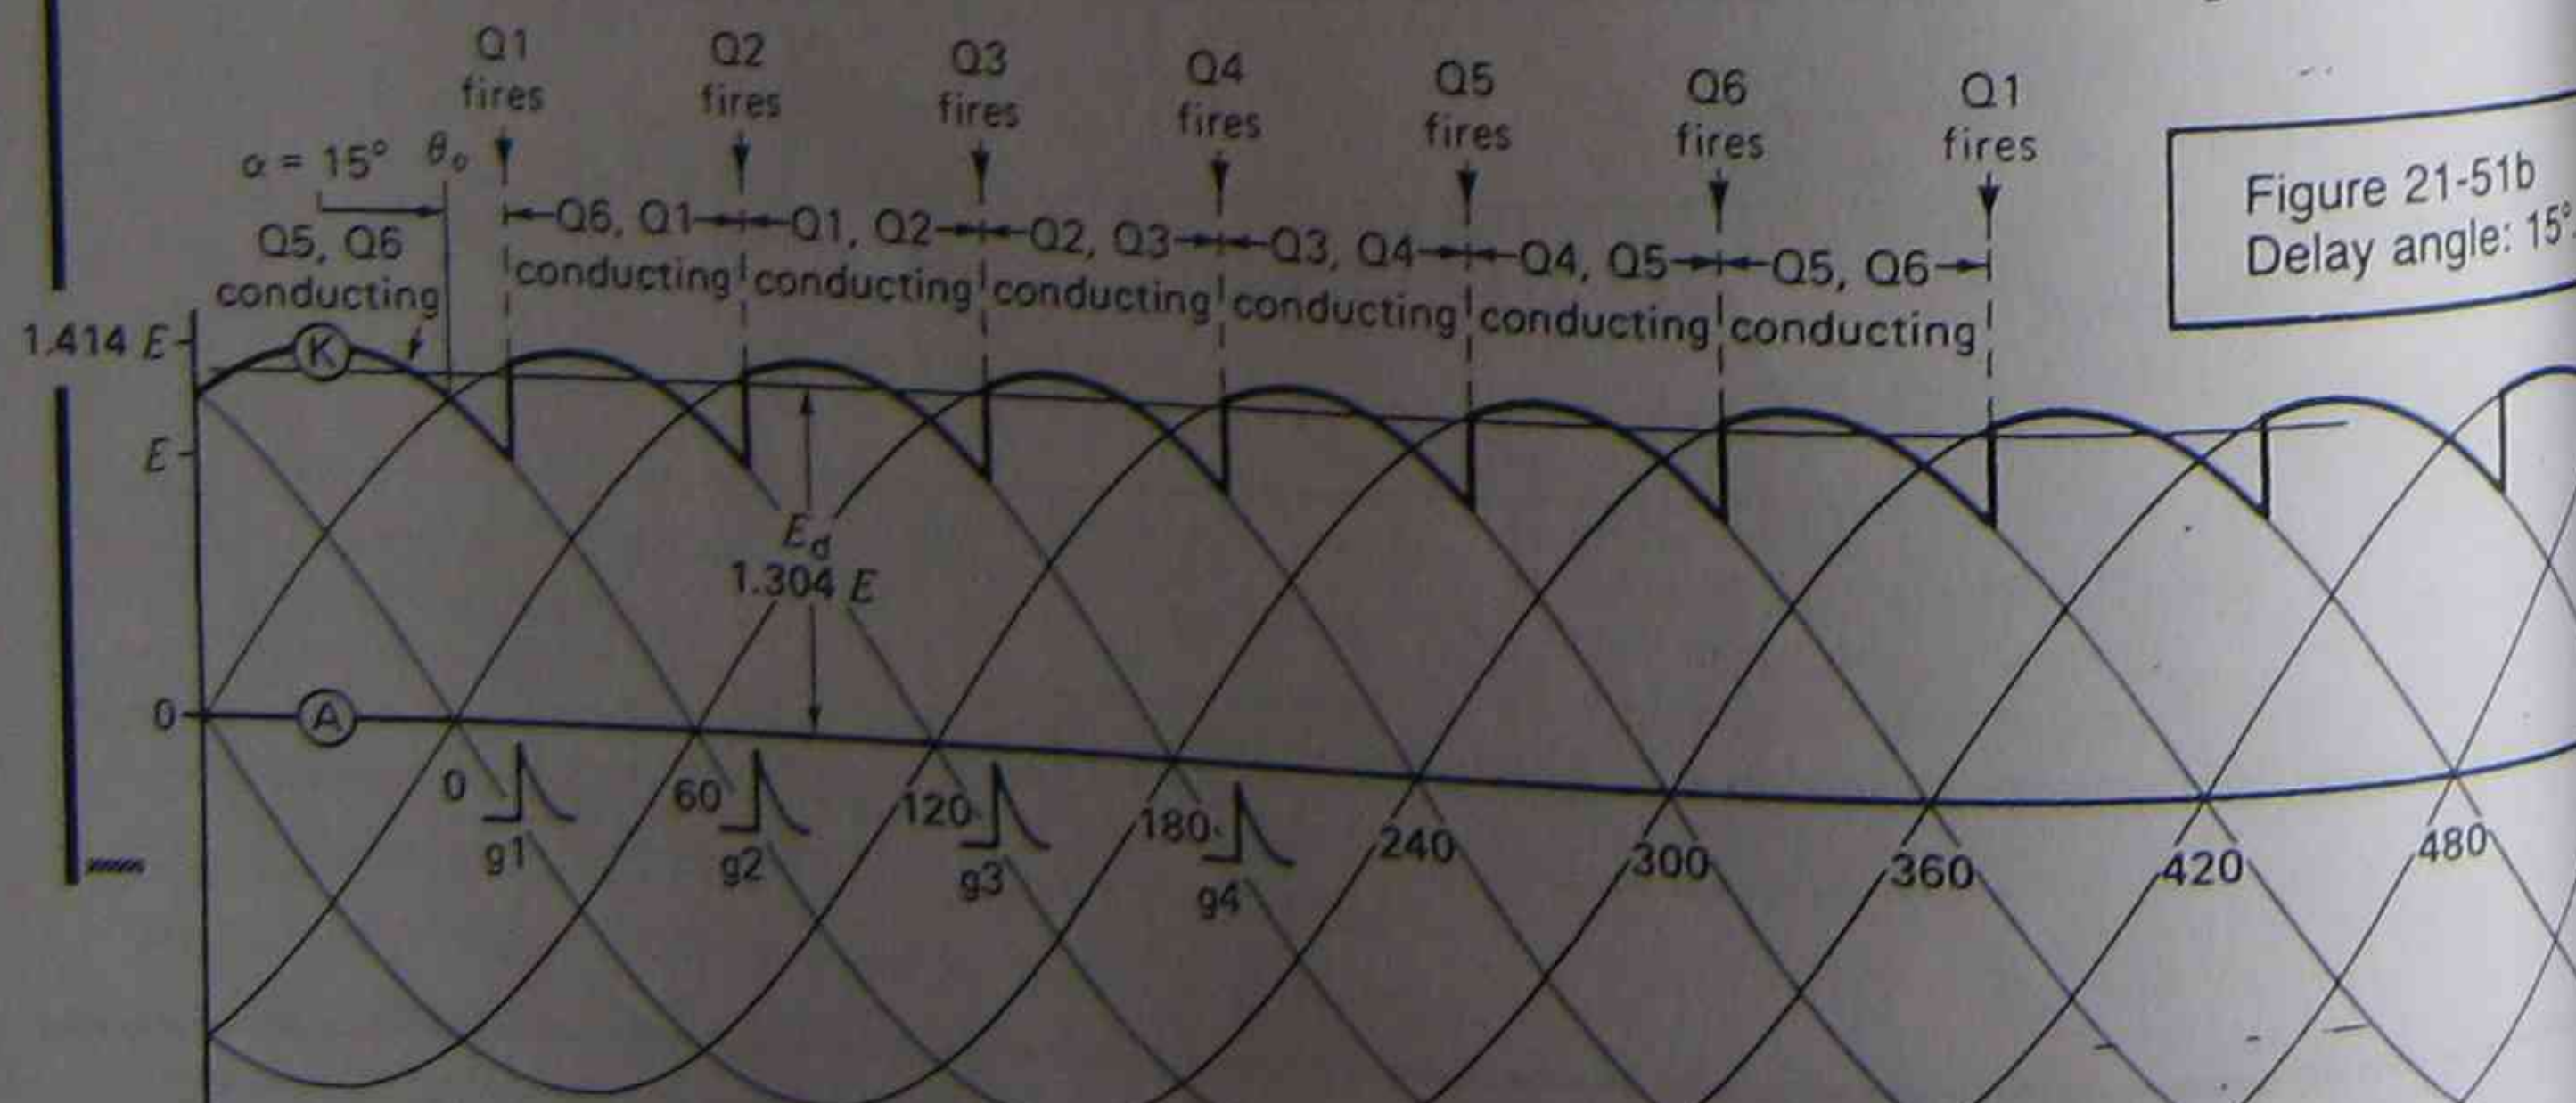 Q1
fires
Q2
fires
Q3
fires
Q4
fires
Q5
fires
Q6
fires
Q1
fires
α = 15° θ₀
Q5, Q6
conducting
Q6, Q1
conducting
Q1, Q2
conducting
Q2, Q3
conducting
Q3, Q4
conducting
Q4, Q5
conducting
Q5, Q6
conducting
Figure 21-51b
Delay angle: 15°
1.414 E
K
E
E_d
1.304 E
0
A
0
60
120
180
240
300
360
420
480
g1
g2
g3
g4